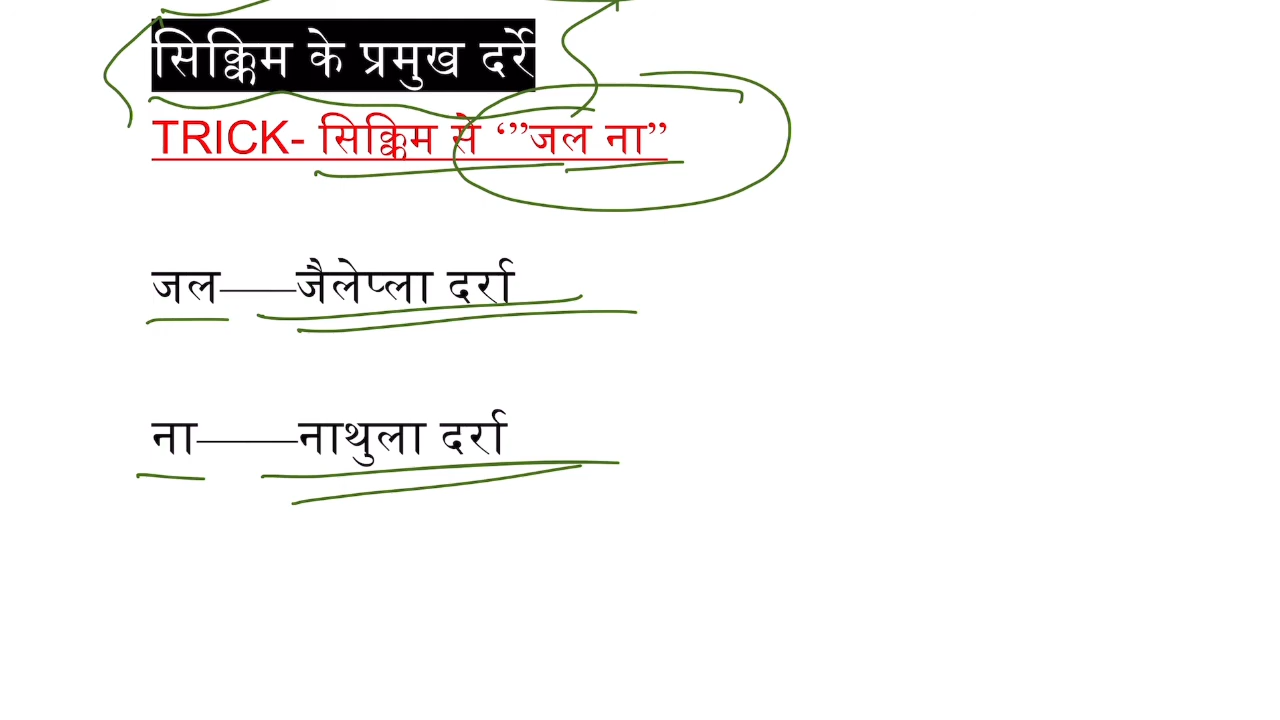 सिक्किम के प्रमुख दर्रे
TRICK- सिक्किम से ‘”जल ना”
जल——जैलेप्ला दर्रा
ना———नाथुला दर्रा